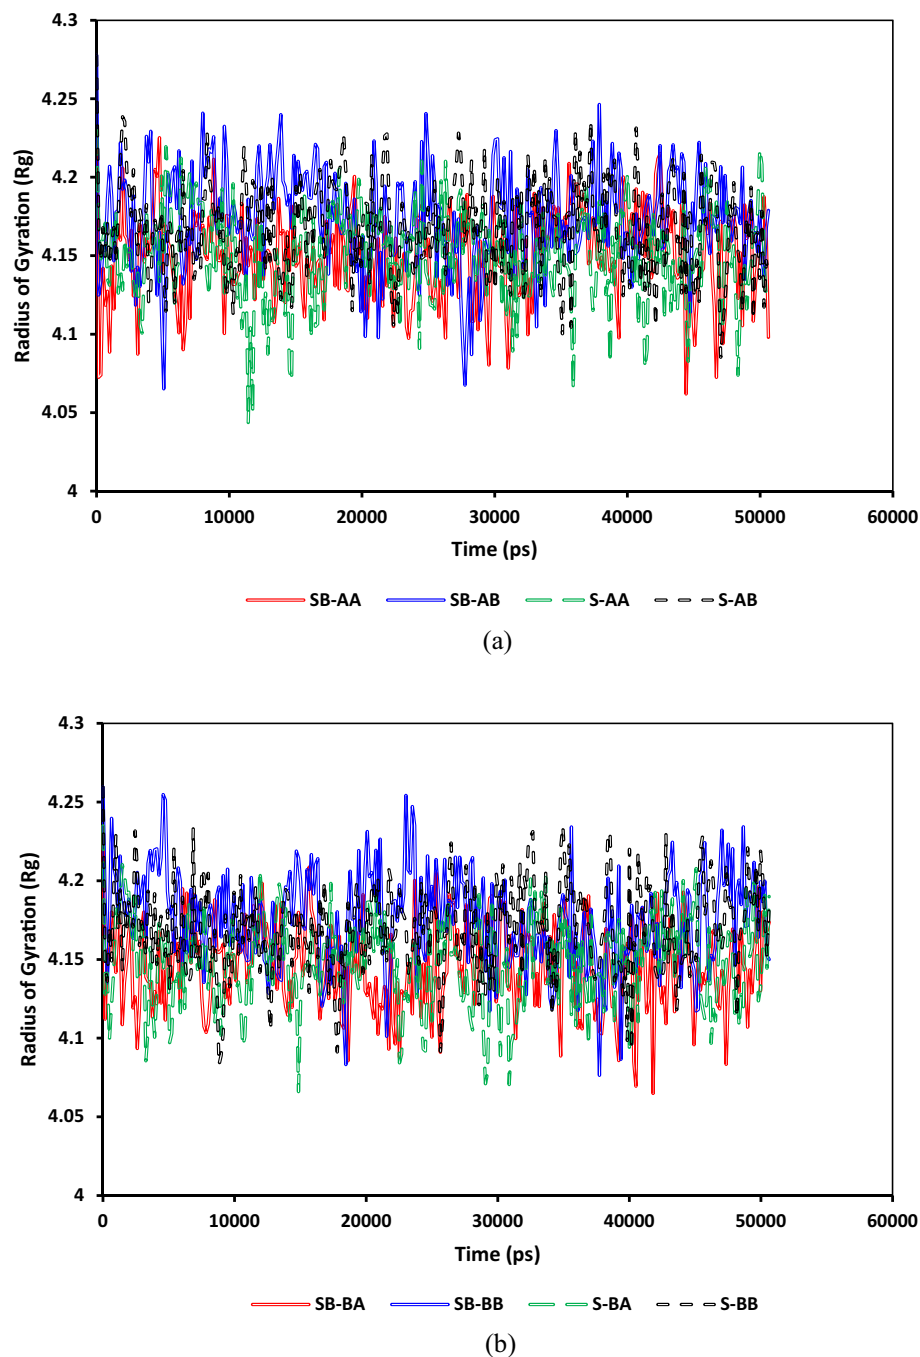 4.3
4.25
4.2
4.15
4.1
4.05
4
Radius of Gyration (Rg)
0 10000 20000 30000 40000 50000 60000
Time (ps)
SB-AA SB-AB S-AA S-AB
(a)
4.3
4.25
4.2
4.15
4.1
4.05
4
Radius of Gyration (Rg)
0 10000 20000 30000 40000 50000 60000
Time (ps)
SB-BA SB-BB S-BA S-BB
(b)